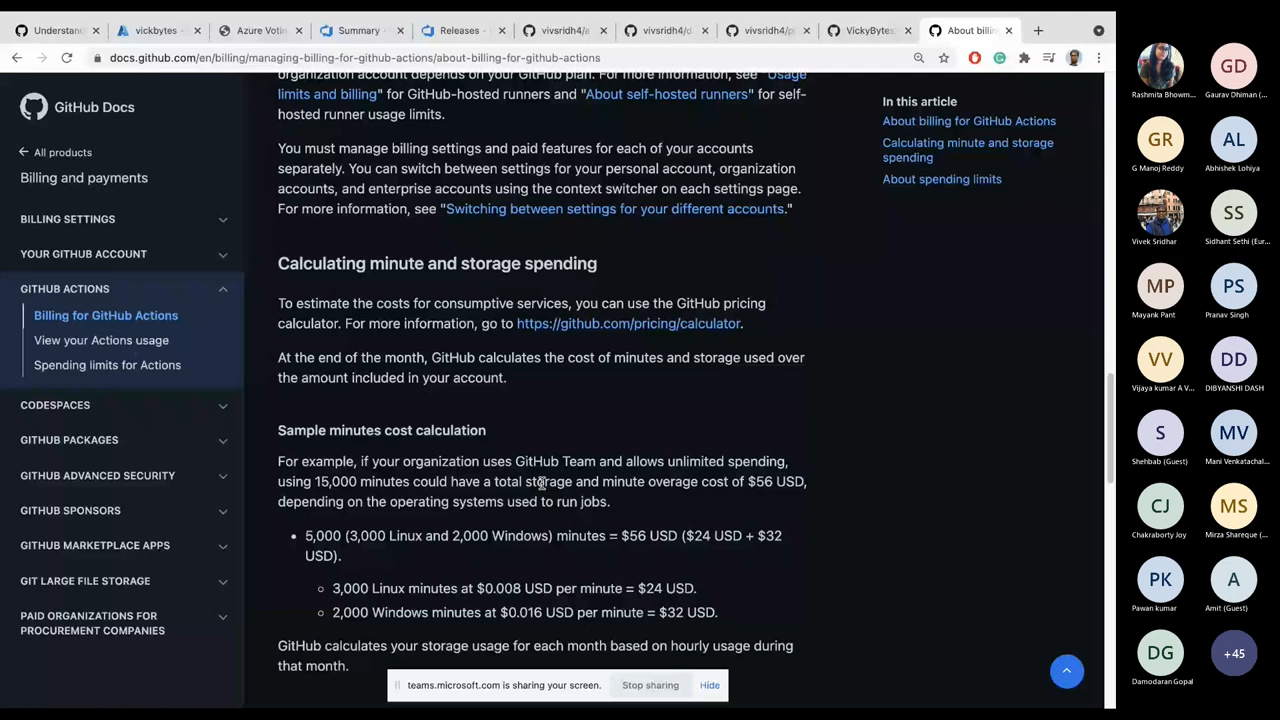 Understan
vickbytes
Azure Votin
Summary -
Releases -
vivsridh4/a
vivsridh4/d
vivsridh4/p
VickyBytes
About billin
docs.github.com/en/billing/managing-billing-for-github-actions/about-billing-for-github-actions
GitHub Docs
All products
Billing and payments
BILLING SETTINGS
YOUR GITHUB ACCOUNT
GITHUB ACTIONS
Billing for GitHub Actions
View your Actions usage
Spending limits for Actions
CODESPACES
GITHUB PACKAGES
GITHUB ADVANCED SECURITY
GITHUB SPONSORS
GITHUB MARKETPLACE APPS
GIT LARGE FILE STORAGE
PAID ORGANIZATIONS FOR
PROCUREMENT COMPANIES
organization account depends on your GitHub plan. For more information, see "Usage
limits and billing" for GitHub-hosted runners and "About self-hosted runners" for self-
hosted runner usage limits.
You must manage billing settings and paid features for each of your accounts
separately. You can switch between settings for your personal account, organization
accounts, and enterprise accounts using the context switcher on each settings page.
For more information, see "Switching between settings for your different accounts."
Calculating minute and storage spending
To estimate the costs for consumptive services, you can use the GitHub pricing
calculator. For more information, go to https://github.com/pricing/calculator.
At the end of the month, GitHub calculates the cost of minutes and storage used over
the amount included in your account.
Sample minutes cost calculation
For example, if your organization uses GitHub Team and allows unlimited spending,
using 15,000 minutes could have a total storage and minute overage cost of $56 USD,
depending on the operating systems used to run jobs.
• 5,000 (3,000 Linux and 2,000 Windows) minutes = $56 USD ($24 USD + $32
USD).
3,000 Linux minutes at $0.008 USD per minute = $24 USD.
2,000 Windows minutes at $0.016 USD per minute = $32 USD.
GitHub calculates your storage usage for each month based on hourly usage during
that month.
teams.microsoft.com is sharing your screen.
Stop sharing
Hide
In this article
About billing for GitHub Actions
Calculating minute and storage
spending
About spending limits
Rashmita Bhowm...
GD
Gaurav Dhiman (...
GR
G Manoj Reddy
AL
Abhishek Lohiya
Vivek Sridhar
SS
Sidhant Sethi (Eur...
MP
Mayank Pant
PS
Pranav Singh
VV
Vijaya kumar A V...
DD
DIBYANSHI DASH
S
Shehbab (Guest)
MV
Mani Venkatachal...
CJ
Chakraborty Joy
MS
Mirza Shareque (...
PK
Pawan kumar
A
Amit (Guest)
DG
Damodaran Gopal
+45